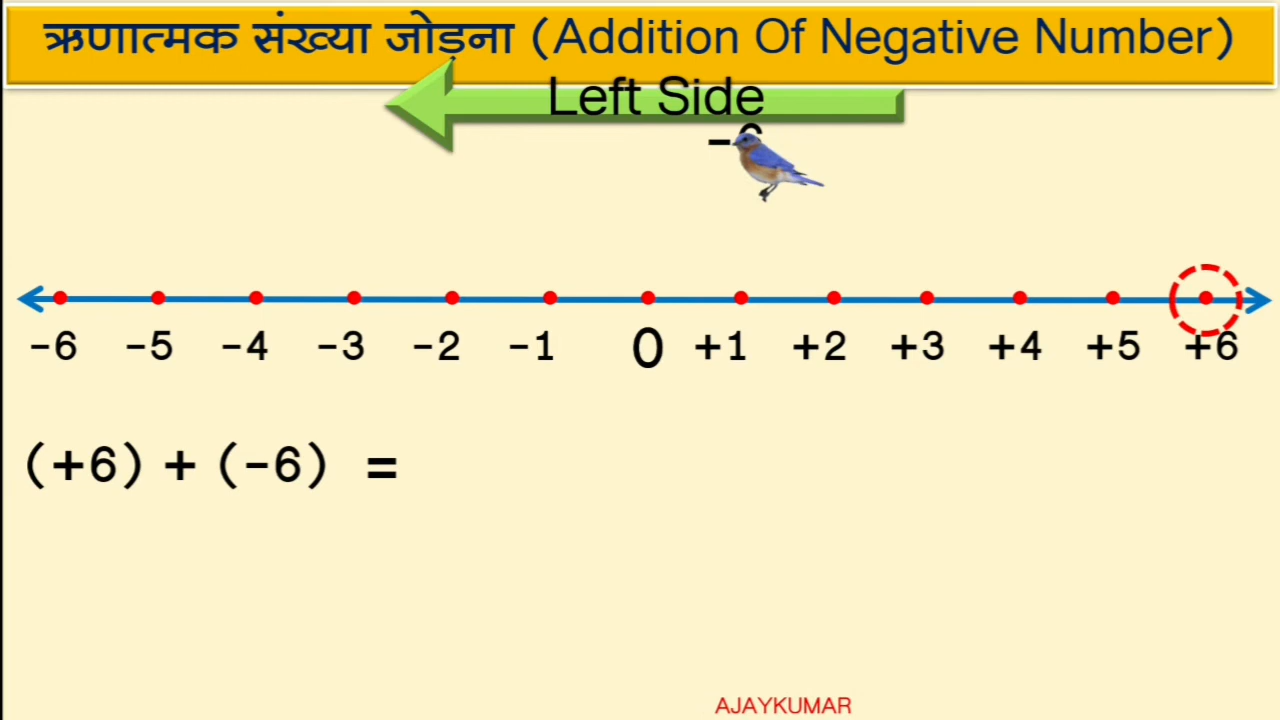 ऋणात्मक संख्या जोड़ना (Addition Of Negative Number)
Left Side
-6
-6 -5 -4 -3 -2 -1 0 +1 +2 +3 +4 +5 +6
(+6) + (-6) =
AJAYKUMAR